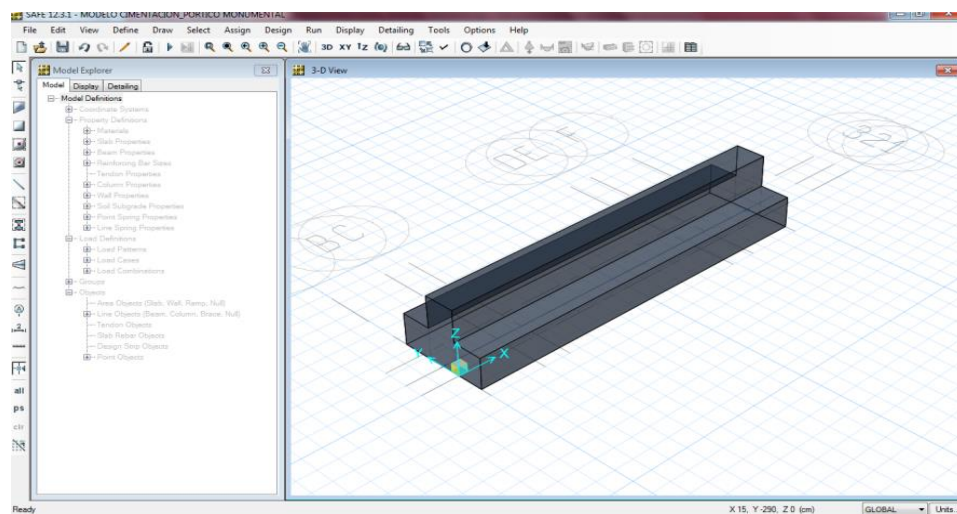 SAFE 12.3.1 - MODELO CIMENTACION_PORTICO MONUMENTAL
File Edit View Define Draw Select Assign Design Run Display Detailing Tools Options Help
3D XY
Model Explorer
Model Display Detailing
Model Definitions
Coordinate Systems
Property Definitions
Materials
Slab Properties
Beam Properties
Reinforcing Bar Sizes
Tendon Properties
Column Properties
Wall Properties
Soil Subgrade Properties
Point Spring Properties
Line Spring Properties
Load Definitions
Load Patterns
Load Cases
Load Combinations
Groups
Objects
Area Objects (Slab, Wall, Ramp, Null)
Line Objects (Beam, Column, Brace, Null)
Tendon Objects
Slab Rebar Objects
Design Strip Objects
Point Objects
all
ps
clr
3-D View
F
DF
BC
Z
Y
X
Ready
X 15, Y -290, Z 0 (cm)
GLOBAL
Units...